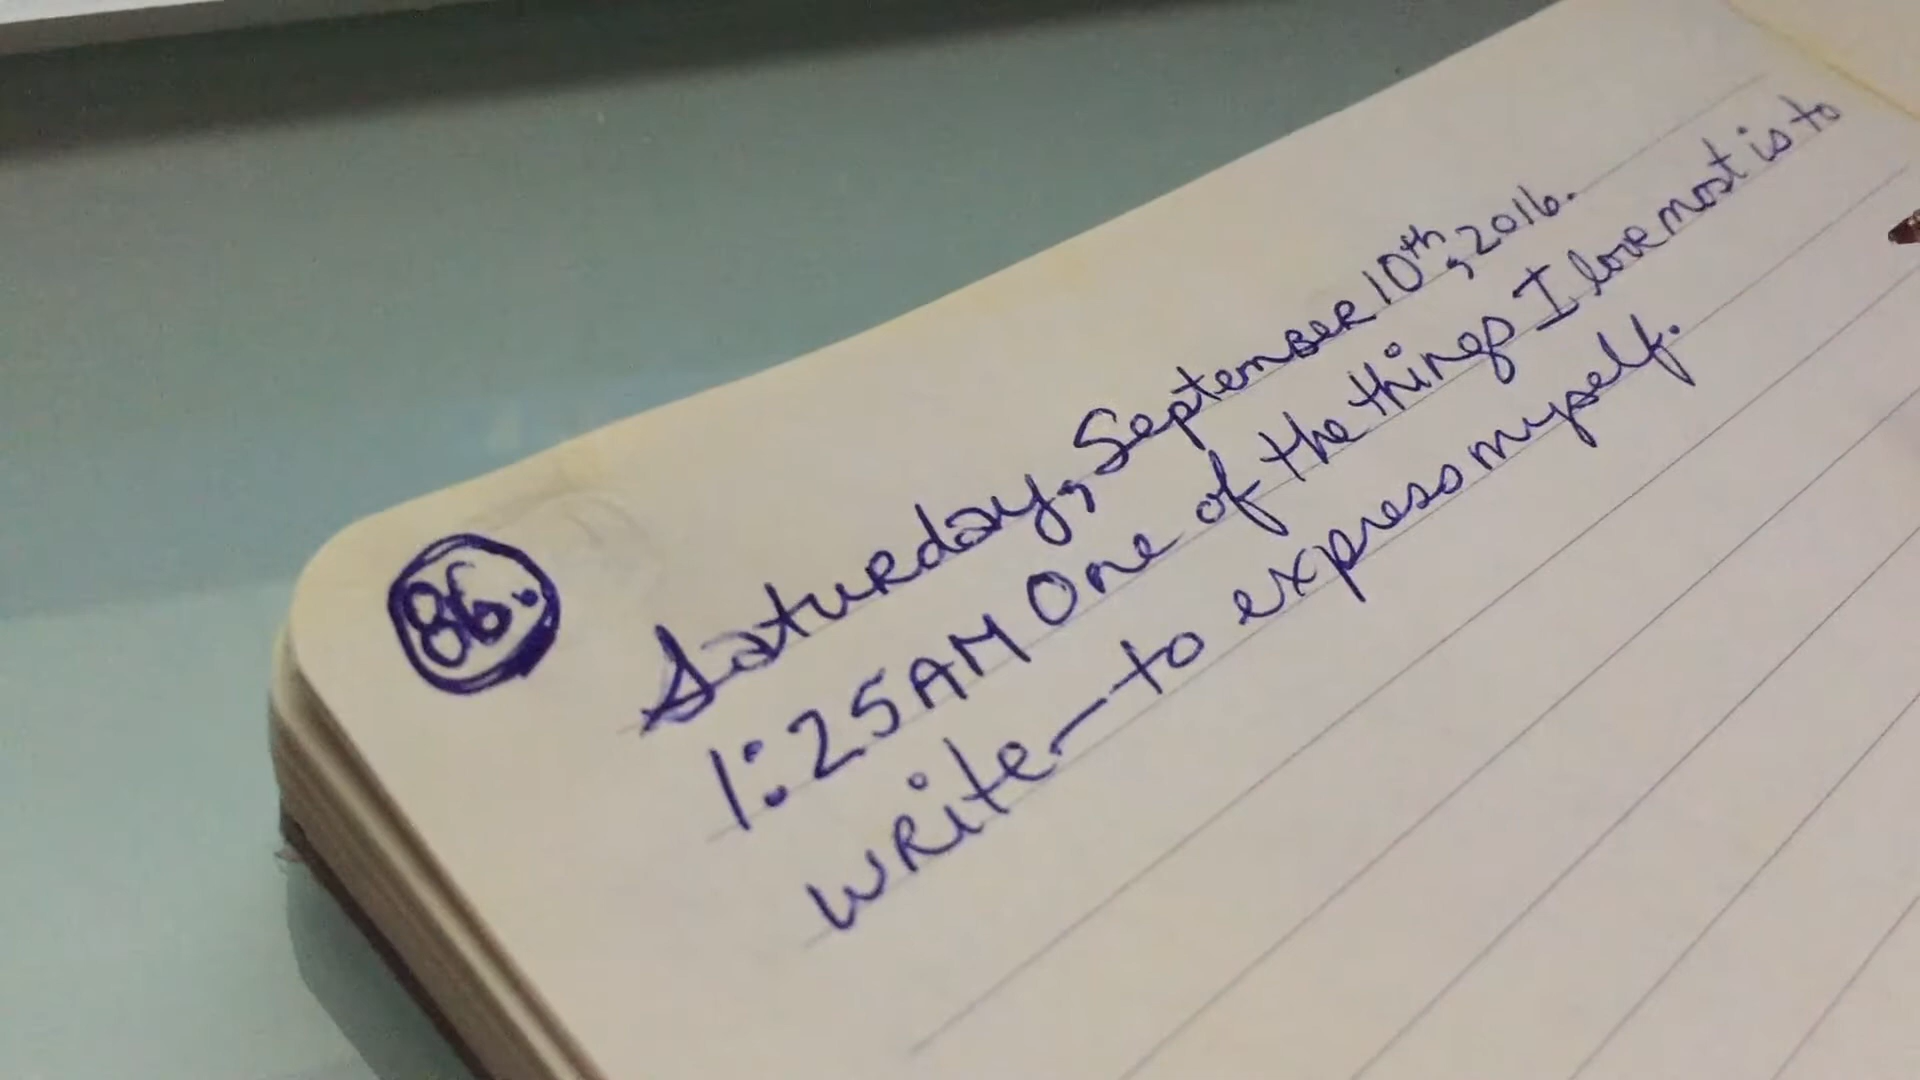 86.
Saturday, September 10th, 2016.
1:25AM One of the things I love most is to
write—to express myself.